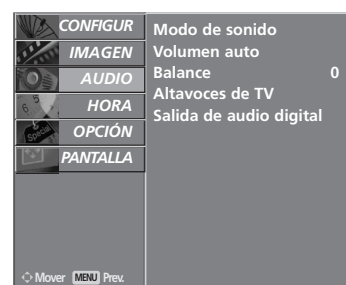 CONFIGUR
IMAGEN
AUDIO
HORA
OPCIÓN
PANTALLA
Modo de sonido
Volumen auto
Balance 0
Altavoces de TV
Salida de audio digital
Mover MENU Prev.